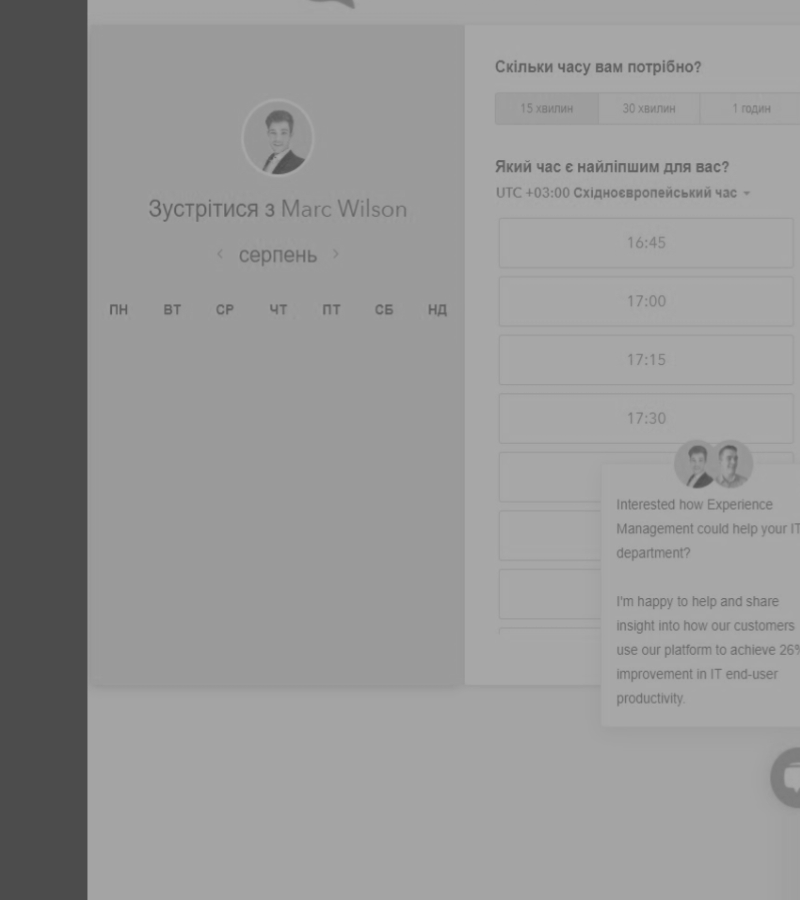 Зустрітися з Marc Wilson
серпень
ПН ВТ СР ЧТ ПТ СБ НД
Скільки часу вам потрібно?
15 хвилин 30 хвилин 1 годин
Який час є найліпшим для вас?
UTC +03:00 Східноєвропейський час
16:45
17:00
17:15
17:30
Interested how Experience
Management could help your IT
department?
I'm happy to help and share
insight into how our customers
use our platform to achieve 26%
improvement in IT end-user
productivity.